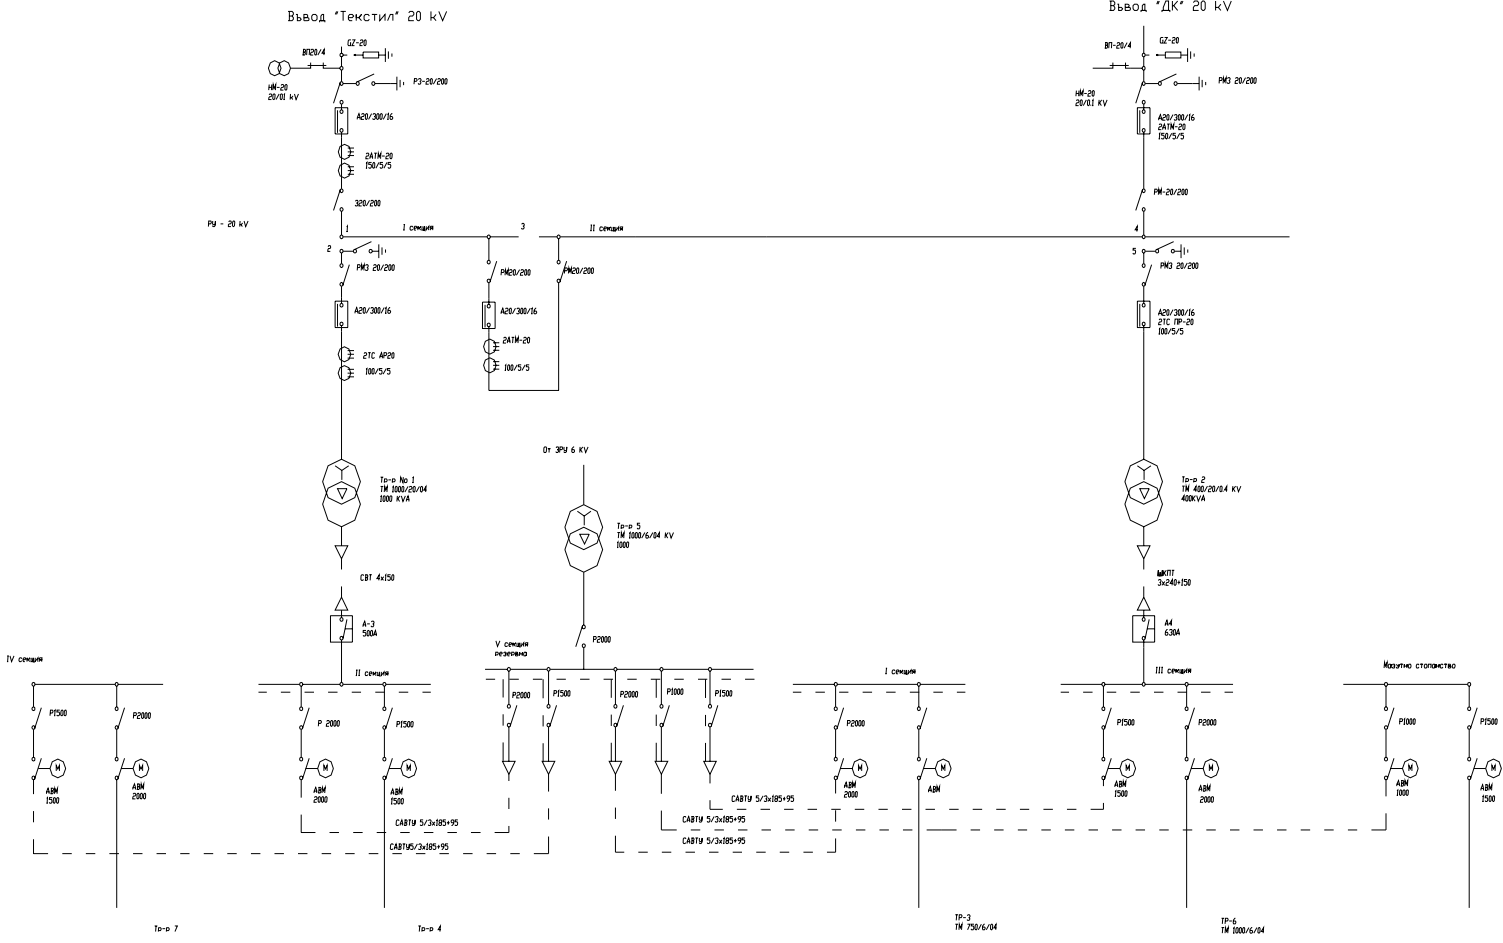 Въвод "Текстил" 20 kV
Въвод "ДК" 20 kV
GZ-20
ВП20/4
НМ-20
20/01 kV
РЗ-20/200
А20/300/16
2АТМ-20
150/5/5
320/200
GZ-20
ВП-20/4
РМЗ 20/200
НМ-20
20/0.1 KV
А20/300/16
2АТМ-20
150/5/5
РМ-20/200
РУ - 20 kV
1
I секция
3
II секция
4
2
РМЗ 20/200
А20/300/16
2ТС АР20
100/5/5
РМ20/200
РМ20/200
А20/300/16
2АТМ-20
100/5/5
5
РМЗ 20/200
А20/300/16
2ТС ПР-20
100/5/5
От ЗРУ 6 KV
Тр-р No 1
ТМ 1000/20/04
1000 KVA
Тр-р 5
ТМ 1000/6/04 KV
1000
Тр-р 2
ТМ 400/20/0.4 KV
400KVA
СВТ 4x150
ШКПТ
3x240+150
А-3
500А
Р2000
А4
630А
IV секция
II секция
V секция
резервна
I секция
III секция
Мазутно стопанство
Р1500
Р2000
Р 2000
Р1500
Р2000
Р1500
Р2000
Р1000
Р1500
Р2000
Р1500
Р2000
Р1000
Р1500
М
АВМ
1500
М
АВМ
2000
М
АВМ
2000
М
АВМ
1500
М
АВМ
2000
М
АВМ
М
АВМ
1500
М
АВМ
2000
М
АВМ
1000
М
АВМ
1500
САВТУ 5/3x185+95
САВТУ 5/3x185+95
САВТУ 5/3x185+95
САВТУ5/3x185+95
САВТУ 5/3x185+95
Тр-р 7
Тр-р 4
ТР-3
ТМ 750/6/04
ТР-6
ТМ 1000/6/04